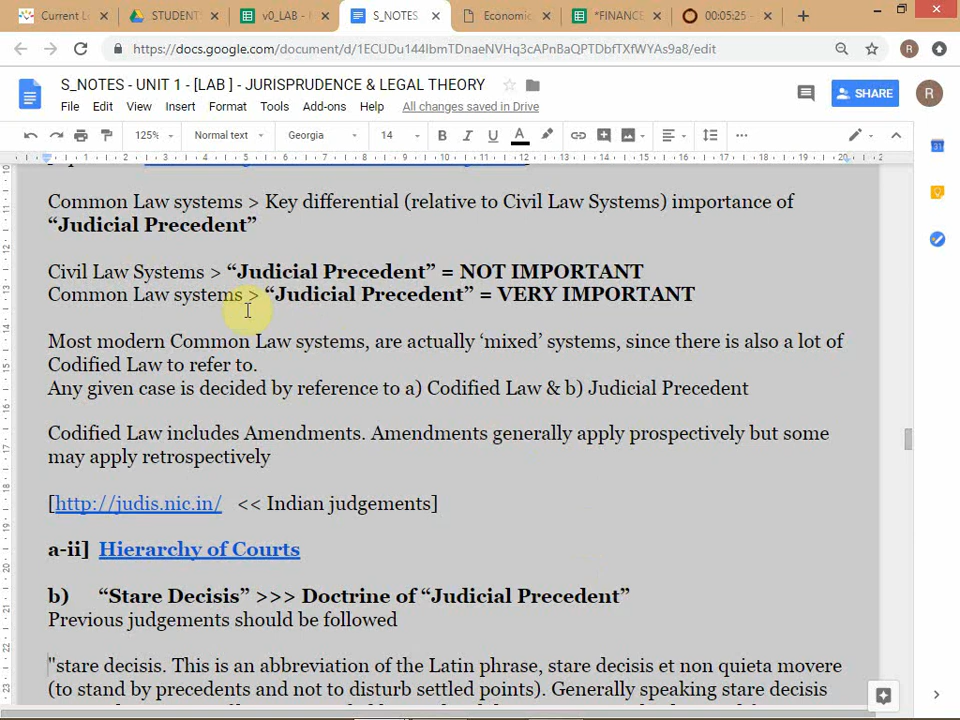 Current L
STUDENT
v0_LAB -
S_NOTES
Economic
*FINANCE
00:05:25 -
https://docs.google.com/document/d/1ECUDu144lbmTDnaeNVHq3cAPnBaQPTDbfTXfWYAs9a8/edit
R
S_NOTES - UNIT 1 - [LAB ] - JURISPRUDENCE & LEGAL THEORY
File Edit View Insert Format Tools Add-ons Help All changes saved in Drive
SHARE
R
125% Normal text Georgia 14 B I U A
Common Law systems > Key differential (relative to Civil Law Systems) importance of
“Judicial Precedent”
Civil Law Systems > “Judicial Precedent” = NOT IMPORTANT
Common Law systems > “Judicial Precedent” = VERY IMPORTANT
Most modern Common Law systems, are actually ‘mixed’ systems, since there is also a lot of
Codified Law to refer to.
Any given case is decided by reference to a) Codified Law & b) Judicial Precedent
Codified Law includes Amendments. Amendments generally apply prospectively but some
may apply retrospectively
[http://judis.nic.in/ << Indian judgements]
a-ii] Hierarchy of Courts
b) “Stare Decisis” >>> Doctrine of “Judicial Precedent”
Previous judgements should be followed
"stare decisis. This is an abbreviation of the Latin phrase, stare decisis et non quieta movere
(to stand by precedents and not to disturb settled points). Generally speaking stare decisis